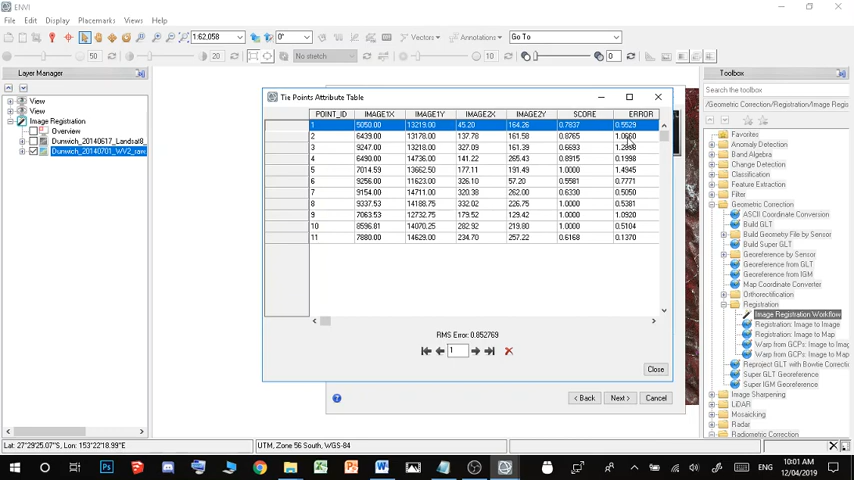 ENVI
File Edit Display Placemarks Views Help
1:62,058
0°
Vectors
Annotations
Go To
50
20
No stretch
10
0
Layer Manager
View
View
Image Registration
Overview
Dunwich_20140617_Landsat8_
Dunwich_20140701_WV2_raw
Tie Points Attribute Table
POINT_ID IMAGE1X IMAGE1Y IMAGE2X IMAGE2Y SCORE ERROR
1 5050.00 13219.00 45.20 164.26 0.7837 0.5529
2 6439.00 13178.00 137.78 161.58 0.8765 1.0660
3 9247.00 13218.00 327.09 161.39 0.6693
4 6490.00 14736.00 141.22 265.43 0.8915 0.1998
5 7014.59 13662.50 177.11 191.49 1.0000 1.4945
6 9256.00 11623.00 326.10 57.20 0.5581 0.7771
7 9154.00 14711.00 320.38 262.00 0.6330 0.5050
8 9337.53 14188.75 332.02 226.75 1.0000 0.5381
9 7063.53 12732.75 179.52 129.42 1.0000 1.0920
10 8596.81 14070.25 282.92 219.80 1.0000 0.5104
11 7880.00 14629.00 234.70 257.22 0.6168 0.1370
RMS Error: 0.852769
1
Close
< Back
Next >
Cancel
Toolbox
/Geometric Correction/Registration/Image Regis
Favorites
Anomaly Detection
Band Algebra
Change Detection
Classification
Feature Extraction
Filter
Geometric Correction
ASCII Coordinate Conversion
Build GLT
Build Geometry File by Sensor
Build Super GLT
Georeference by Sensor
Georeference from GLT
Georeference from IGM
Map Coordinate Converter
Orthorectification
Registration
Image Registration Workflow
Registration: Image to Image
Registration: Image to Map
Warp from GCPs: Image to Imag
Warp from GCPs: Image to Map
Reproject GLT with Bowtie Correctio
Super GLT Georeference
Super IGM Georeference
Image Sharpening
LiDAR
Mosaicking
Radar
Radiometric Correction
Lat: 27°29'25.07"S, Lon: 153°22'18.99"E
UTM, Zone 56 South, WGS-84
ENG
10:01 AM
12/04/2019